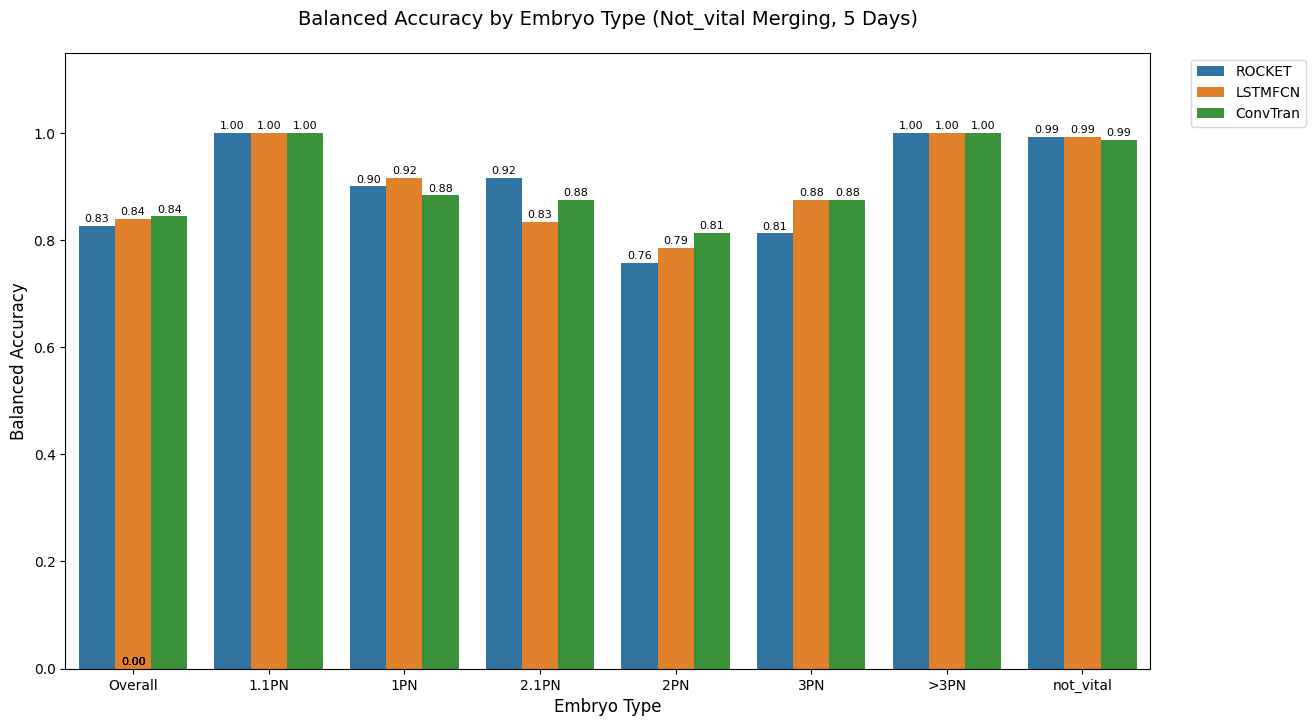 Balanced Accuracy by Embryo Type (Not_vital Merging, 5 Days)
ROCKET
LSTMFCN
ConvTran
Balanced Accuracy
1.0
0.8
0.6
0.4
0.2
0.0
0.83 0.84 0.84
1.00 1.00 1.00
0.90 0.92 0.88
0.92 0.83 0.88
0.76 0.79 0.81
0.81 0.88 0.88
1.00 1.00 1.00
0.99 0.99 0.99
0.00
Overall 1.1PN 1PN 2.1PN 2PN 3PN >3PN not_vital
Embryo Type